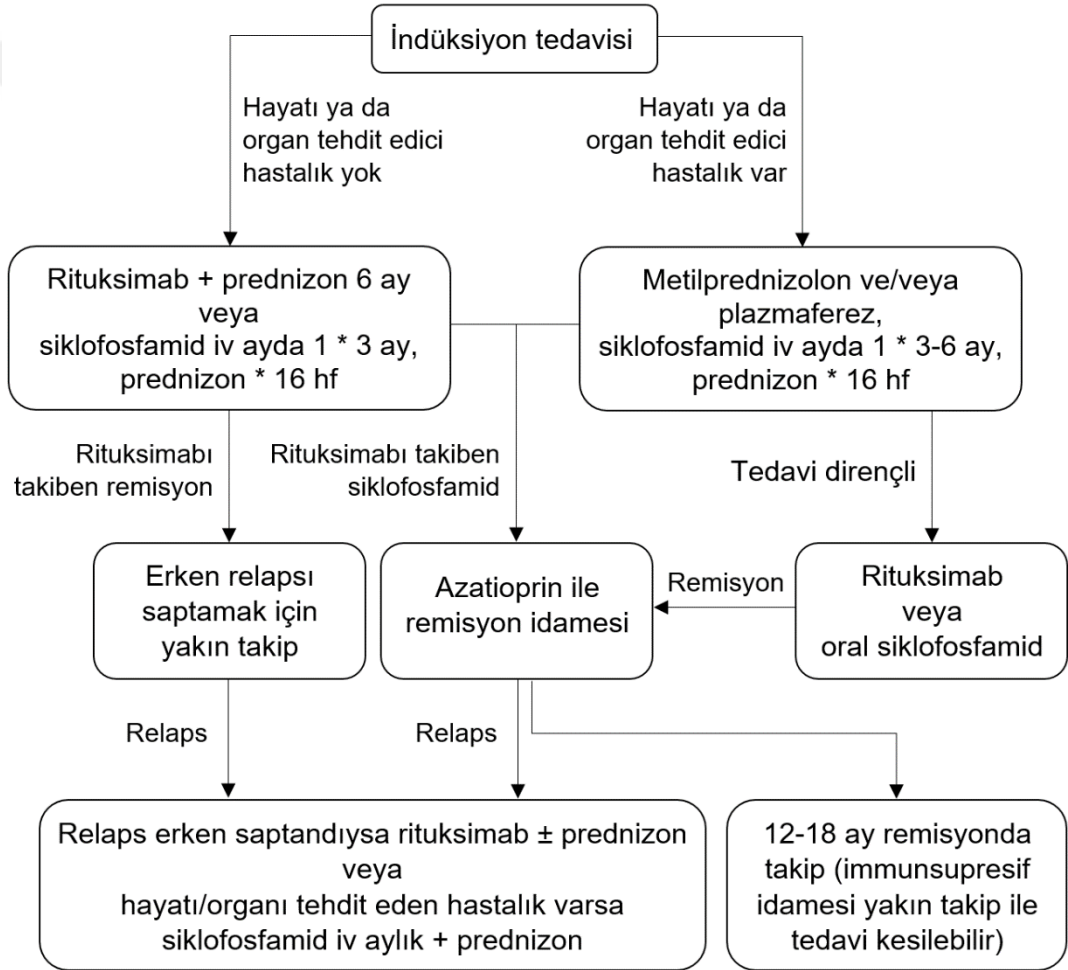 İndüksiyon tedavisi
Hayatı ya da
organ tehdit edici
hastalık yok
Hayatı ya da
organ tehdit edici
hastalık var
Rituksimab + prednizon 6 ay
veya
siklofosfamid iv ayda 1 * 3 ay,
prednizon * 16 hf
Metilprednizolon ve/veya
plazmaferez,
siklofosfamid iv ayda 1 * 3-6 ay,
prednizon * 16 hf
Rituksimabı
takiben remisyon
Rituksimabı takiben
siklofosfamid
Tedavi dirençli
Erken relapsı
saptamak için
yakın takip
Azatioprin ile
remisyon idamesi
Remisyon
Rituksimab
veya
oral siklofosfamid
Relaps
Relaps
Relaps erken saptandıysa rituksimab ± prednizon
veya
hayatı/organı tehdit eden hastalık varsa
siklofosfamid iv aylık + prednizon
12-18 ay remisyonda
takip (immunsupresif
idamesi yakın takip ile
tedavi kesilebilir)